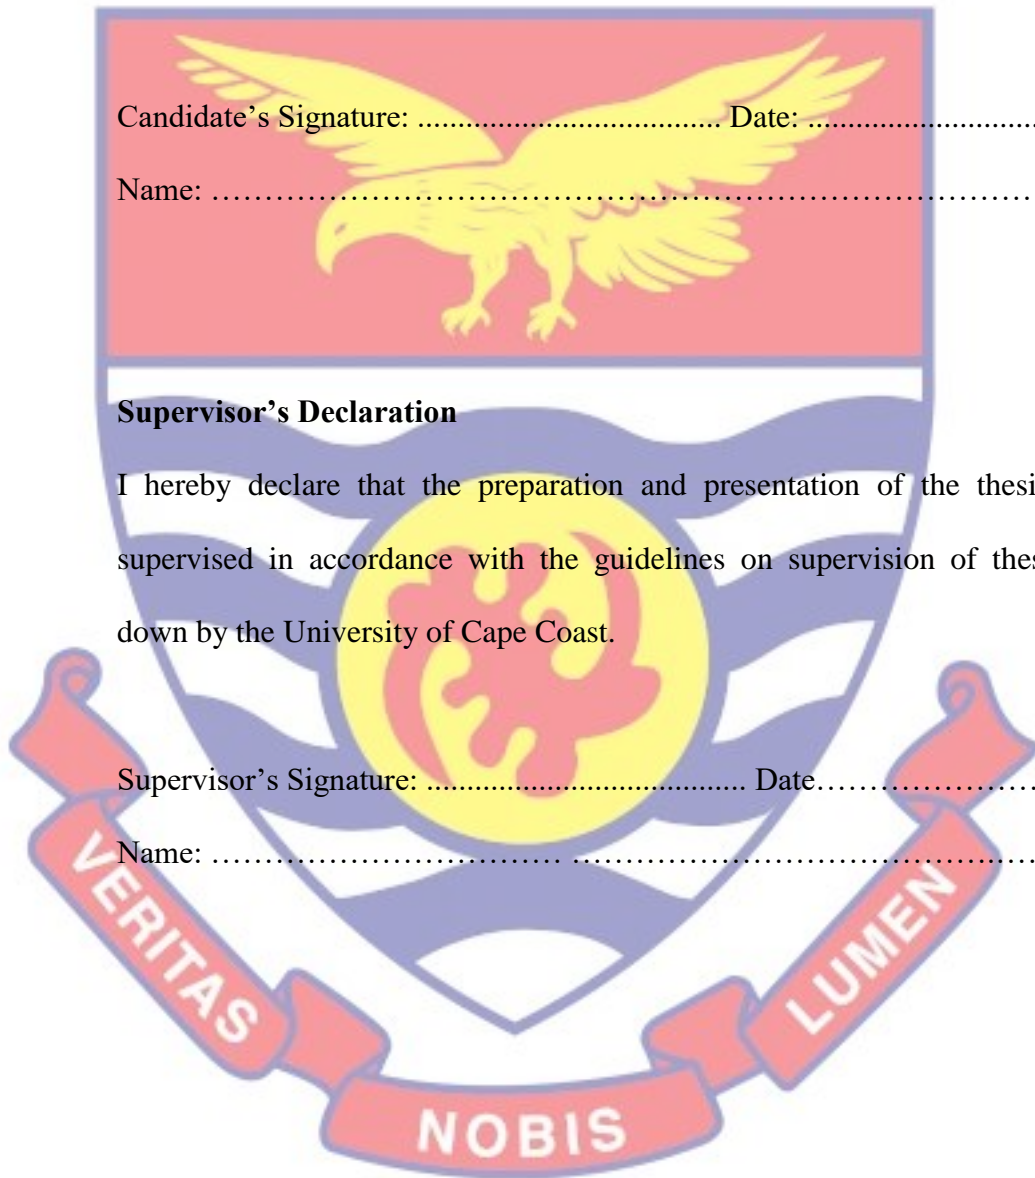 Candidate’s Signature: ..................................... Date: ............................
Name: ……………………………………………………………………………
Supervisor’s Declaration
I hereby declare that the preparation and presentation of the thesi
supervised in accordance with the guidelines on supervision of thes
down by the University of Cape Coast.
Supervisor’s Signature: ....................................... Date…………………
Name: ………………………………… …………………………………….……
VERITAS
NOBIS
LUMEN